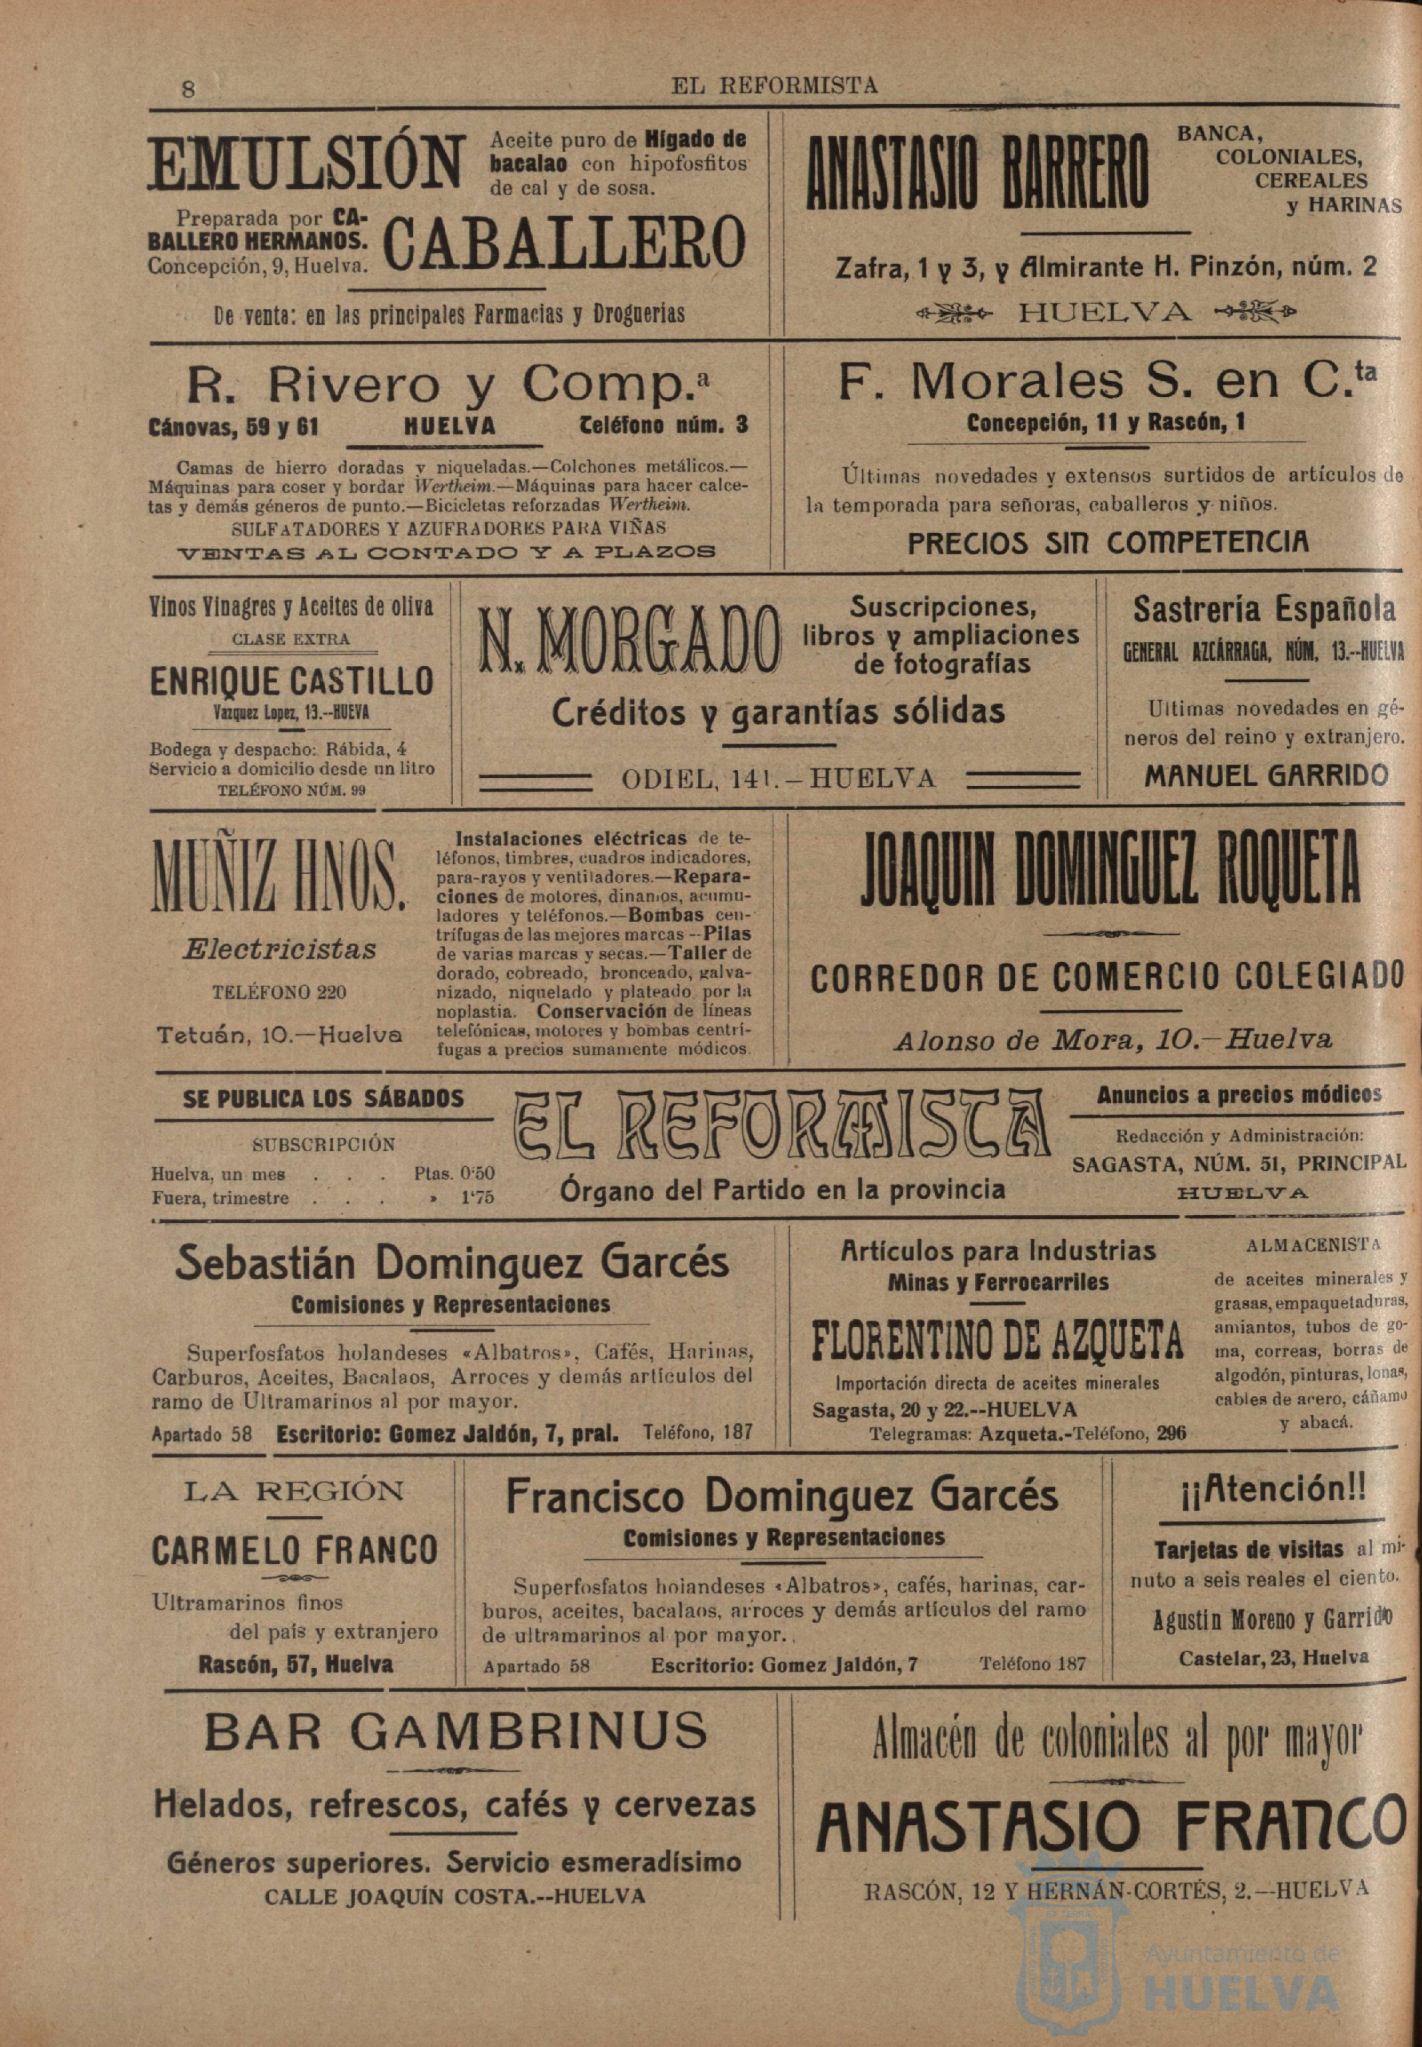 8
EL REFORMISTA
EMULSIÓN
Aceite puro de Hígado de
bacalao con hipofosfitos
de cal y de sosa.
Preparada por CA-
BALLERO HERMANOS.
Concepción, 9, Huelva.
CABALLERO
De venta: en las principales Farmacias y Droguerias
ANASTASIO BARRERO
BANCA,
COLONIALES,
CEREALES
y HARINAS
Zafra, 1 y 3, y Almirante H. Pinzón, núm. 2
HUELVA
R. Rivero y Comp.ª
Cánovas, 59 y 61 HUELVA Teléfono núm. 3
Camas de hierro doradas y niqueladas.—Colchones metálicos.—
Máquinas para coser y bordar Wertheim.—Máquinas para hacer calce-
tas y demás géneros de punto.—Bicicletas reforzadas Wertheim.
SULFATADORES Y AZUFRADORES PARA VIÑAS
VENTAS AL CONTADO Y A PLAZOS
F. Morales S. en C.ta
Concepción, 11 y Rascón, 1
Últimas novedades y extensos surtidos de artículos de
la temporada para señoras, caballeros y niños.
PRECIOS SIN COMPETENCIA
Vinos Vinagres y Aceites de oliva
CLASE EXTRA
ENRIQUE CASTILLO
Vazquez Lopez, 13.--HUEVA
Bodega y despacho: Rábida, 4
Servicio a domicilio desde un litro
TELÉFONO NÚM. 99
N. MORGADO
Suscripciones,
libros y ampliaciones
de fotografías
Créditos y garantías sólidas
ODIEL, 141.—HUELVA
Sastrería Española
GENERAL AZCÁRRAGA, NÚM, 13.--HUELVA
Ultimas novedades en gé-
neros del reino y extranjero.
MANUEL GARRIDO
MUÑIZ HNOS.
Electricistas
TELÉFONO 220
Tetuán, 10.—Huelva
Instalaciones eléctricas de te-
léfonos, timbres, cuadros indicadores,
para-rayos y ventiladores.—Repara-
ciones de motores, dinamos, acumu-
ladores y teléfonos.—Bombas cen-
trífugas de las mejores marcas --Pilas
de varias marcas y secas.—Taller de
dorado, cobreado, bronceado, galva-
nizado, niquelado y plateado por la
noplastia. Conservación de líneas
telefónicas, motores y bombas centrí-
fugas a precios sumamente módicos.
JOAQUIN DOMINGUEZ ROQUETA
CORREDOR DE COMERCIO COLEGIADO
Alonso de Mora, 10.—Huelva
SE PUBLICA LOS SÁBADOS
SUBSCRIPCIÓN
Huelva, un mes . . . Ptas. 0'50
Fuera, trimestre . . . » 1'75
EL REFORMISTA
Órgano del Partido en la provincia
Anuncios a precios módicos
Redacción y Administración:
SAGASTA, NÚM. 51, PRINCIPAL
HUELVA
Sebastián Dominguez Garcés
Comisiones y Representaciones
Superfosfatos holandeses «Albatros», Cafés, Harinas,
Carburos, Aceites, Bacalaos, Arroces y demás artículos del
ramo de Ultramarinos al por mayor.
Apartado 58 Escritorio: Gomez Jaldón, 7, pral. Teléfono, 187
Artículos para Industrias
Minas y Ferrocarriles
FLORENTINO DE AZQUETA
Importación directa de aceites minerales
Sagasta, 20 y 22.--HUELVA
Telegramas: Azqueta.-Teléfono, 296
ALMACENISTA
de aceites minerales y
grasas, empaquetaduras,
amiantos, tubos de go-
ma, correas, borras de
algodón, pinturas, lonas,
cables de acero, cáñamo
y abacá.
LA REGIÓN
CARMELO FRANCO
Ultramarinos finos
del país y extranjero
Rascón, 57, Huelva
Francisco Dominguez Garcés
Comisiones y Representaciones
Superfosfatos hoiandeses «Albatros», cafés, harinas, car-
buros, aceites, bacalaos, arroces y demás artículos del ramo
de ultramarinos al por mayor.
Apartado 58 Escritorio: Gomez Jaldón, 7 Teléfono 187
¡¡Atención!!
Tarjetas de visitas al mi-
nuto a seis reales el ciento.
Agustin Moreno y Garrido
Castelar, 23, Huelva
BAR GAMBRINUS
Helados, refrescos, cafés y cervezas
Géneros superiores. Servicio esmeradísimo
CALLE JOAQUÍN COSTA.--HUELVA
Almacén de coloniales al por mayor
ANASTASIO FRANCO
RASCÓN, 12 Y HERNÁN-CORTÉS, 2.—HUELVA
Ayuntamiento de
HUELVA